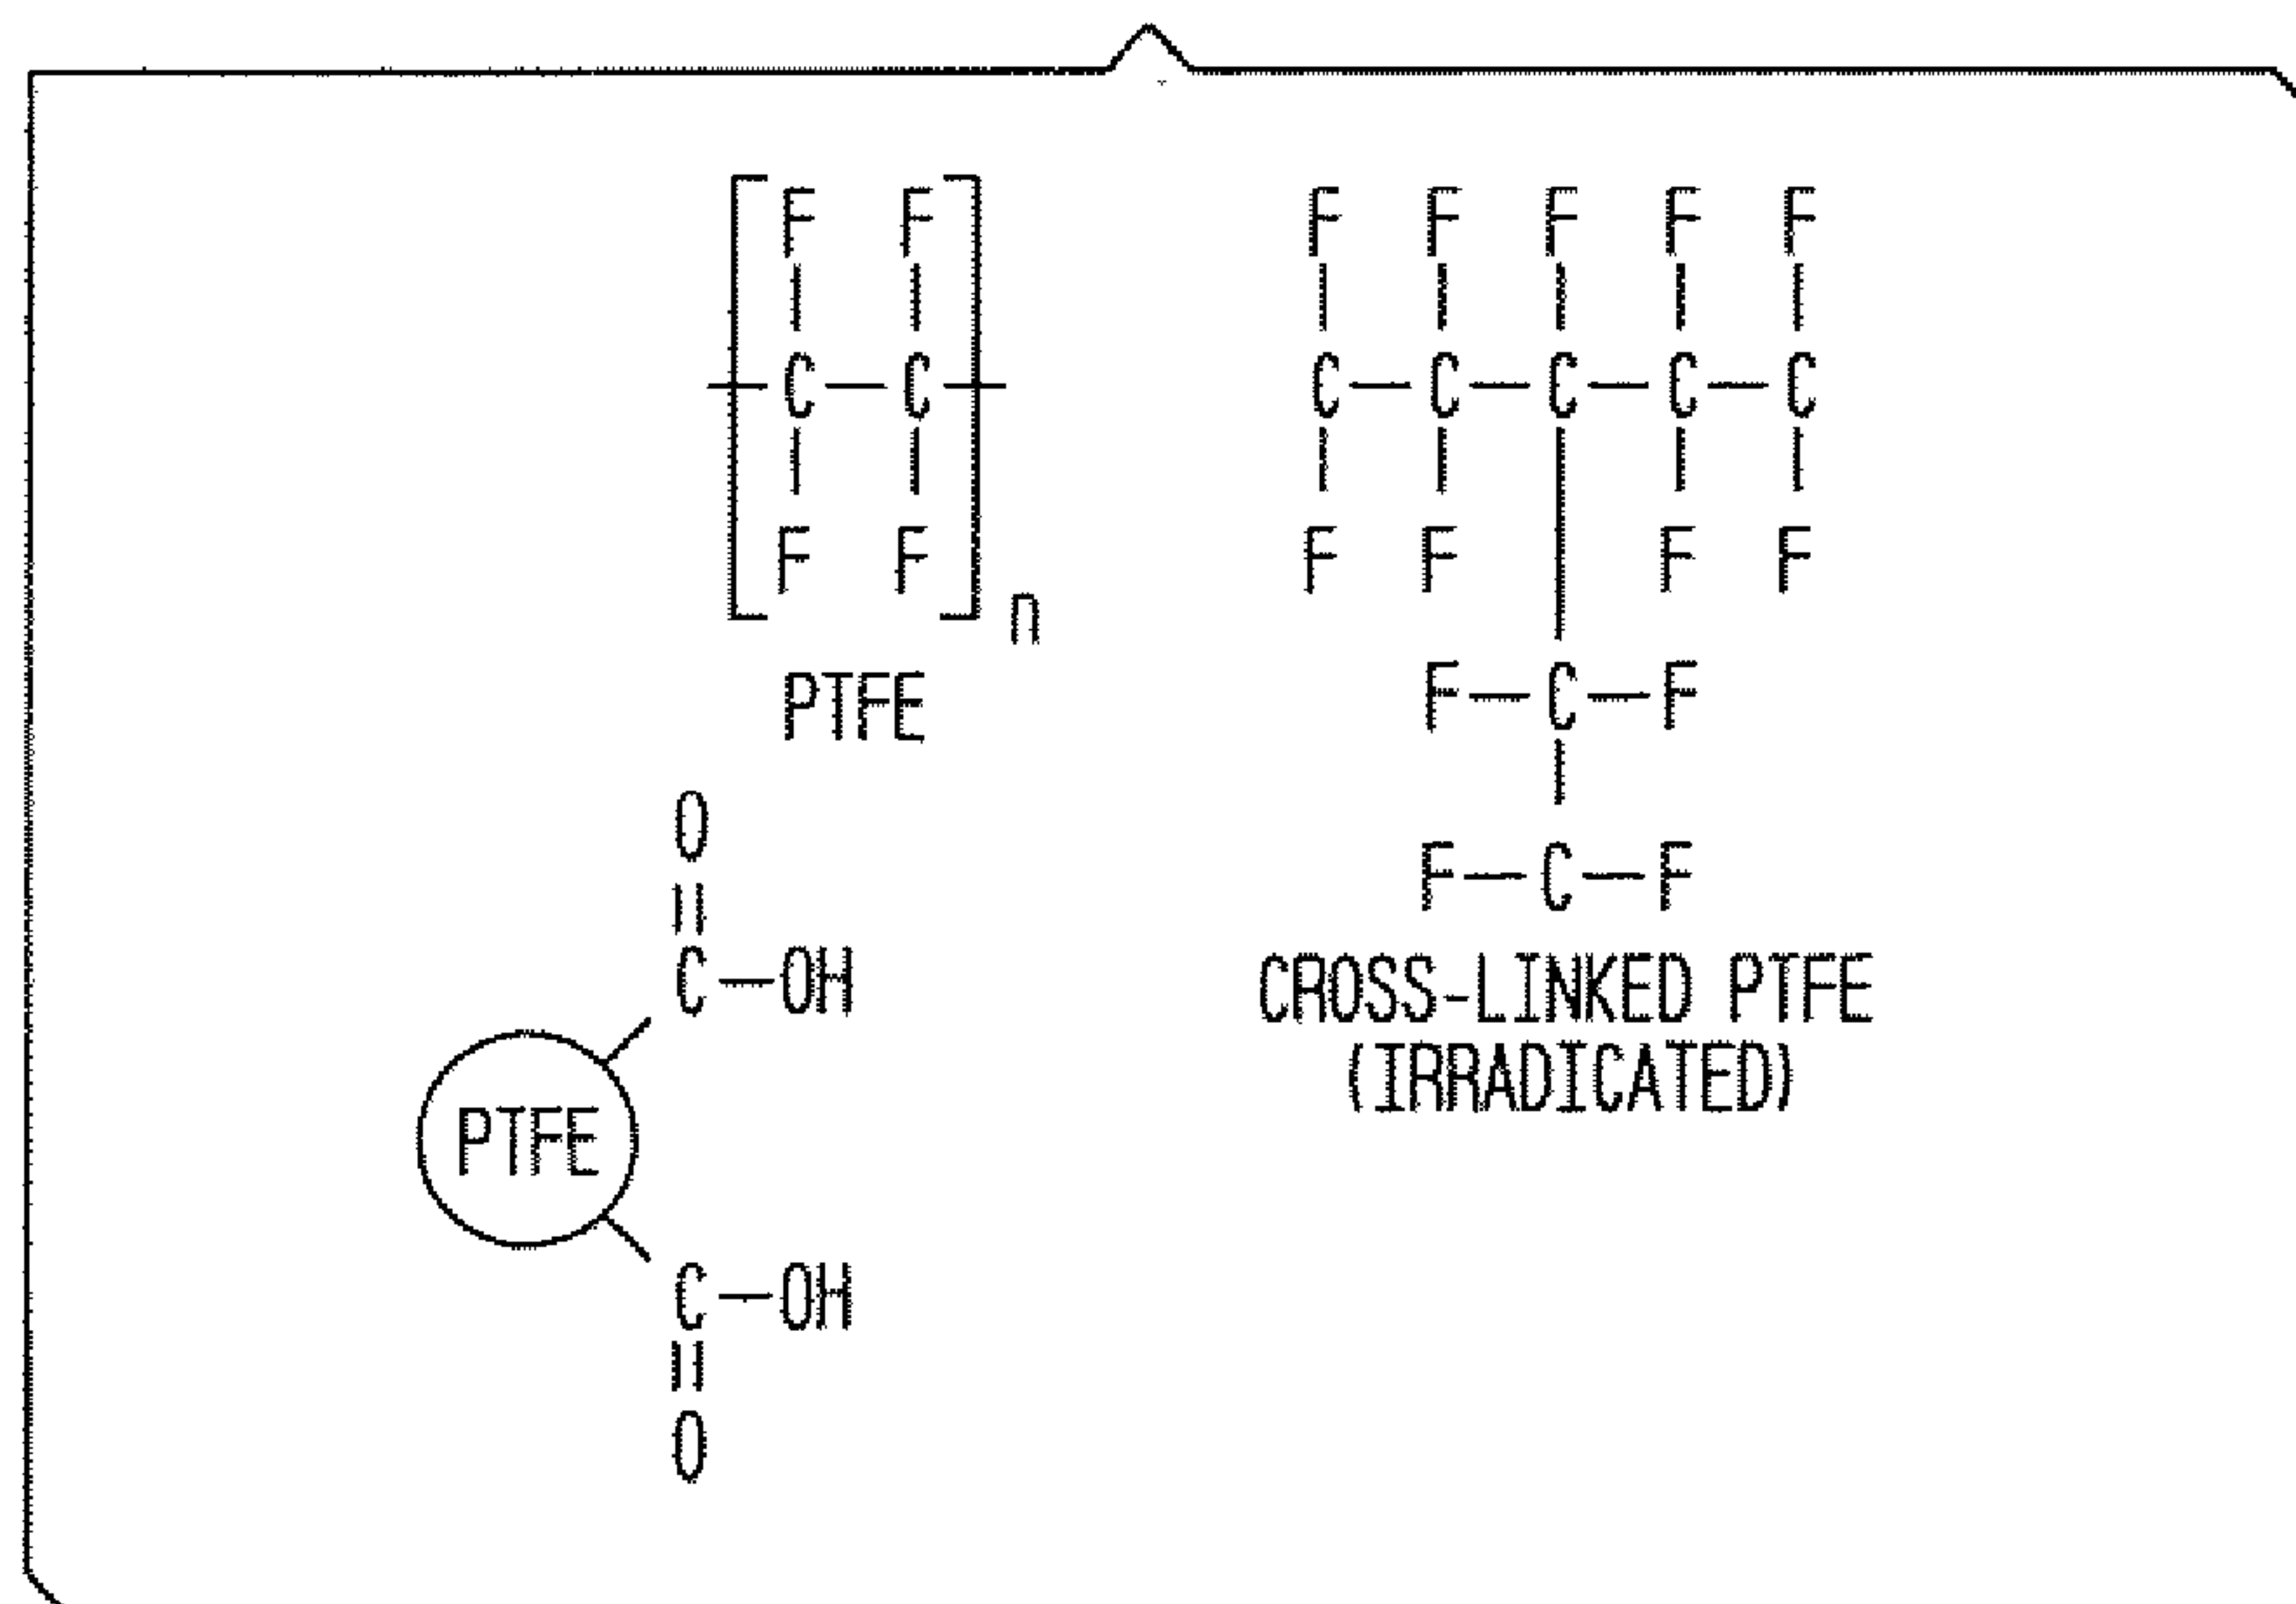 F F
C C
F F
n
PTFE
F F F F F
C C C C C
F F F F
F C F
F C F
CROSS-LINKED PTFE
(IRRADICATED)
O
C OH
PTFE
C OH
O